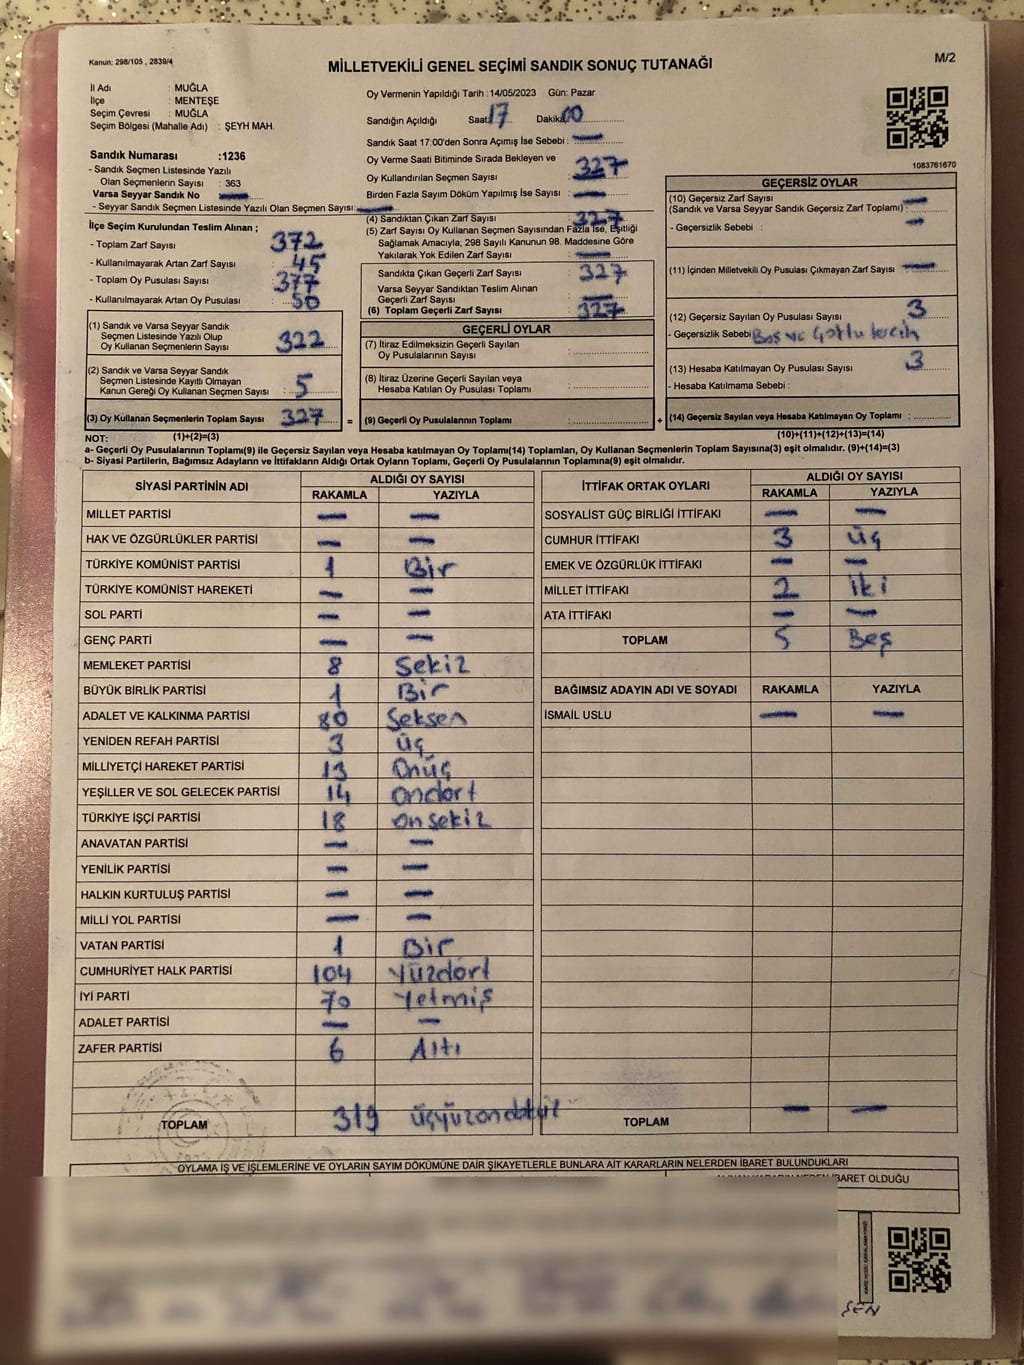 Kanun; 298/105 , 2839/4
MİLLETVEKİLİ GENEL SEÇİMİ SANDIK SONUÇ TUTANAĞI
M/2
İl Adı : MUĞLA
İlçe : MENTEŞE
Seçim Çevresi : MUĞLA
Seçim Bölgesi (Mahalle Adı) : ŞEYH MAH.
Sandık Numarası :1236
- Sandık Seçmen Listesinde Yazılı
Olan Seçmenlerin Sayısı : 363
Varsa Seyyar Sandık No
- Seyyar Sandık Seçmen Listesinde Yazılı Olan Seçmen Sayısı:
Oy Vermenin Yapıldığı Tarih : 14/05/2023 Gün: Pazar
Sandığın Açıldığı Saat 17 Dakika 00
Sandık Saat 17:00'den Sonra Açımış İse Sebebi : —
Oy Verme Saati Bitiminde Sırada Bekleyen ve
Oy Kullandırılan Seçmen Sayısı : 327
Birden Fazla Sayım Döküm Yapılmış İse Sayısı : —
(4) Sandıktan Çıkan Zarf Sayısı : 327
(5) Zarf Sayısı Oy Kullanan Seçmen Sayısından Fazla İse, Eşitliği
Sağlamak Amacıyla, 298 Sayılı Kanunun 98. Maddesine Göre
Yakılarak Yok Edilen Zarf Sayısı : —
Sandıkta Çıkan Geçerli Zarf Sayısı : 327
Varsa Seyyar Sandıktan Teslim Alınan
Geçerli Zarf Sayısı : —
(6) Toplam Geçerli Zarf Sayısı : 327
1083761670
GEÇERSİZ OYLAR
(10) Geçersiz Zarf Sayısı
(Sandık ve Varsa Seyyar Sandık Geçersiz Zarf Toplamı) : —
- Geçersizlik Sebebi : —
(11) İçinden Milletvekili Oy Pusulası Çıkmayan Zarf Sayısı : —
(12) Geçersiz Sayılan Oy Pusulası Sayısı : 3
- Geçersizlik Sebebi Boş ve
(13) Hesaba Katılmayan Oy Pusulası Sayısı : 3
- Hesaba Katılmama Sebebi :
(14) Geçersiz Sayılan veya Hesaba Katılmayan Oy Toplamı :
(10)+(11)+(12)+(13)=(14)
İlçe Seçim Kurulundan Teslim Alınan ;
- Toplam Zarf Sayısı : 372
- Kullanılmayarak Artan Zarf Sayısı : 45
- Toplam Oy Pusulası Sayısı : 377
- Kullanılmayarak Artan Oy Pusulası : 50
(1) Sandık ve Varsa Seyyar Sandık
Seçmen Listesinde Yazılı Olup
Oy Kullanan Seçmenlerin Sayısı : 322
(2) Sandık ve Varsa Seyyar Sandık
Seçmen Listesinde Kayıtlı Olmayan
Kanun Gereği Oy Kullanan Seçmen Sayısı : 5
(3) Oy Kullanan Seçmenlerin Toplam Sayısı : 327 =
GEÇERLİ OYLAR
(7) İtiraz Edilmeksizin Geçerli Sayılan
Oy Pusulalarının Sayısı :
(8) İtiraz Üzerine Geçerli Sayılan veya
Hesaba Katılan Oy Pusulası Toplamı :
(9) Geçerli Oy Pusulalarının Toplamı : +
NOT: (1)+(2)=(3)
a- Geçerli Oy Pusulalarının Toplamı(9) ile Geçersiz Sayılan veya Hesaba katılmayan Oy Toplamı(14) Toplamları, Oy Kullanan Seçmenlerin Toplam Sayısına(3) eşit olmalıdır. (9)+(14)=(3)
b- Siyasi Partilerin, Bağımsız Adayların ve İttifakların Aldığı Ortak Oyların Toplamı, Geçerli Oy Pusulalarının Toplamına(9) eşit olmalıdır.
SİYASİ PARTİNİN ADI ALDIĞI OY SAYISI
RAKAMLA YAZIYLA
MİLLET PARTİSİ — —
HAK VE ÖZGÜRLÜKLER PARTİSİ — —
TÜRKİYE KOMÜNİST PARTİSİ 1 Bir
TÜRKİYE KOMÜNİST HAREKETİ — —
SOL PARTİ — —
GENÇ PARTİ — —
MEMLEKET PARTİSİ 8 Sekiz
BÜYÜK BİRLİK PARTİSİ 1 Bir
ADALET VE KALKINMA PARTİSİ 80 Seksen
YENİDEN REFAH PARTİSİ 3 üç
MİLLİYETÇİ HAREKET PARTİSİ 13 Onüç
YEŞİLLER VE SOL GELECEK PARTİSİ 14 ondört
TÜRKİYE İŞÇİ PARTİSİ 18 onsekiz
ANAVATAN PARTİSİ — —
YENİLİK PARTİSİ — —
HALKIN KURTULUŞ PARTİSİ — —
MİLLİ YOL PARTİSİ — —
VATAN PARTİSİ 1 Bir
CUMHURİYET HALK PARTİSİ 104 Yüzdört
İYİ PARTİ 70 Yetmiş
ADALET PARTİSİ — —
ZAFER PARTİSİ 6 Altı
TOPLAM 319
İTTİFAK ORTAK OYLARI ALDIĞI OY SAYISI
RAKAMLA YAZIYLA
SOSYALİST GÜÇ BİRLİĞİ İTTİFAKI — —
CUMHUR İTTİFAKI 3 üç
EMEK VE ÖZGÜRLÜK İTTİFAKI — —
MİLLET İTTİFAKI 2 iki
ATA İTTİFAKI — —
TOPLAM 5 Beş
BAĞIMSIZ ADAYIN ADI VE SOYADI RAKAMLA YAZIYLA
İSMAİL USLU — —
TOPLAM — —
OYLAMA İŞ VE İŞLEMLERİNE VE OYLARIN SAYIM DÖKÜMÜNE DAİR ŞİKAYETLERLE BUNLARA AİT KARARLARIN NELERDEN İBARET BULUNDUKLARI
İBARET OLDUĞU
ŞEN